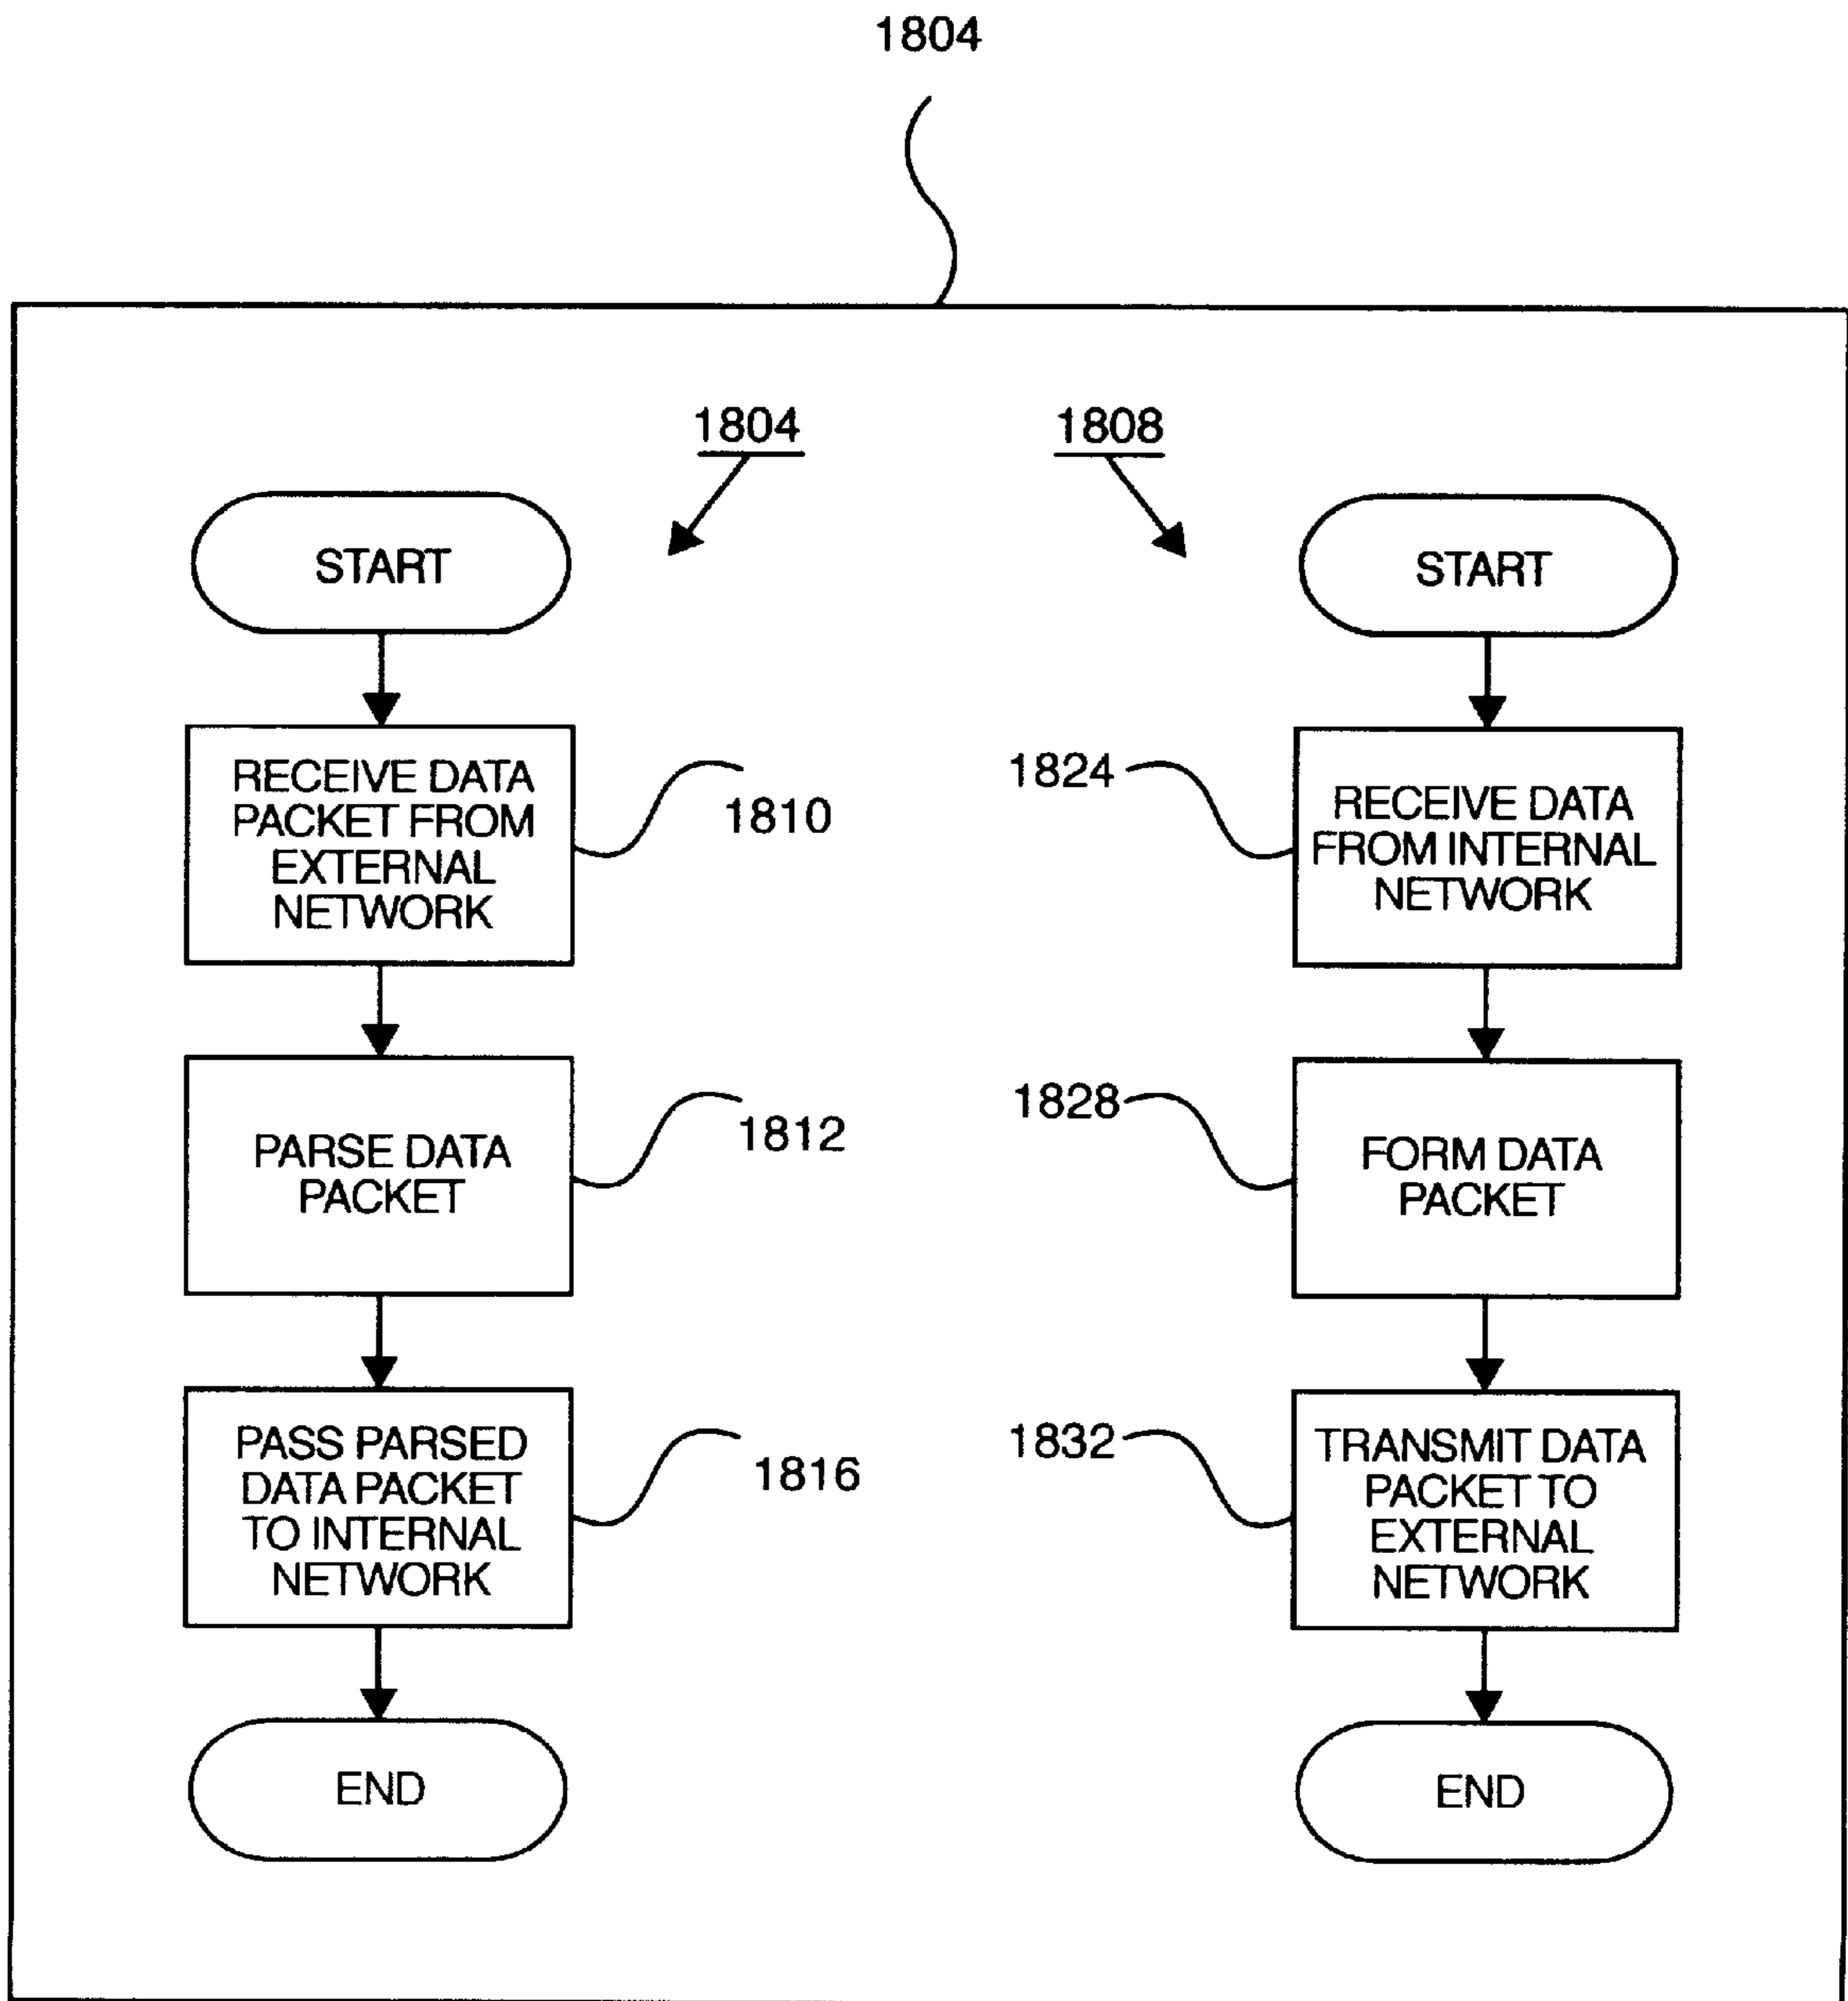 1804
1804
1808
START
RECEIVE DATA
PACKET FROM
EXTERNAL
NETWORK
1810
PARSE DATA
PACKET
1812
PASS PARSED
DATA PACKET
TO INTERNAL
NETWORK
1816
END
START
1824
RECEIVE DATA
FROM INTERNAL
NETWORK
1828
FORM DATA
PACKET
1832
TRANSMIT DATA
PACKET TO
EXTERNAL
NETWORK
END